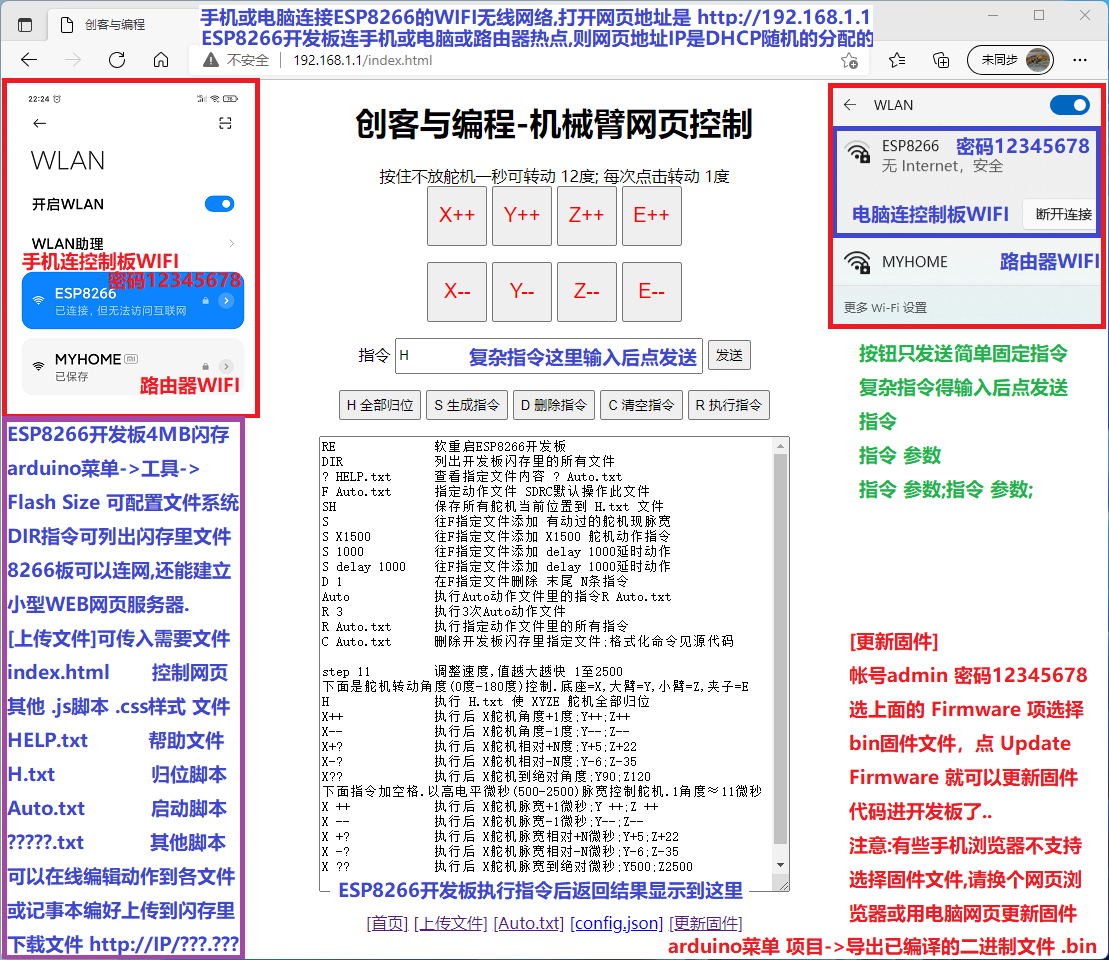 创客与编程
手机或电脑连接ESP8266的WIFI无线网络,打开网页地址是 http://192.168.1.1
ESP8266开发板连手机或电脑或路由器热点,则网页地址IP是DHCP随机的分配的
不安全 192.168.1.1/index.html
未同步
22:24
WLAN
开启WLAN
WLAN助理
手机连控制板WIFI
密码12345678
ESP8266
已连接，但无法访问互联网
MYHOME
已保存
路由器WIFI
ESP8266开发板4MB闪存
arduino菜单->工具->
Flash Size 可配置文件系统
DIR指令可列出闪存里文件
8266板可以连网,还能建立
小型WEB网页服务器.
[上传文件]可传入需要文件
index.html 控制网页
其他 .js脚本 .css样式 文件
HELP.txt 帮助文件
H.txt 归位脚本
Auto.txt 启动脚本
?????.txt 其他脚本
可以在线编辑动作到各文件
或记事本编好上传到闪存里
下载文件 http://IP/???.???
创客与编程-机械臂网页控制
按住不放舵机一秒可转动 12度; 每次点击转动 1度
X++ Y++ Z++ E++
X-- Y-- Z-- E--
指令 H 复杂指令这里输入后点发送 发送
H 全部归位 S 生成指令 D 删除指令 C 清空指令 R 执行指令
RE 软重启ESP8266开发板
DIR 列出开发板闪存里的所有文件
? HELP.txt 查看指定文件内容 ? Auto.txt
F Auto.txt 指定动作文件 SDRC默认操作此文件
SH 保存所有舵机当前位置到 H.txt 文件
S 往F指定文件添加 有动过的舵机现脉宽
S X1500 往F指定文件添加 X1500 舵机动作指令
S 1000 往F指定文件添加 delay 1000延时动作
S delay 1000 往F指定文件添加 delay 1000延时动作
D 1 在F指定文件删除 末尾 N条指令
Auto 执行Auto动作文件里的指令R Auto.txt
R 3 执行3次Auto动作文件
R Auto.txt 执行指定动作文件里的所有指令
C Auto.txt 删除开发板闪存里指定文件;格式化命令见源代码
step 11 调整速度,值越大越快 1至2500
下面是舵机转动角度(0度-180度)控制.底座=X,大臂=Y,小臂=Z,夹子=E
H 执行 H.txt 使 XYZE 舵机全部归位
X++ 执行后 X舵机角度+1度;Y++;Z++
X-- 执行后 X舵机角度-1度;Y--;Z--
X+? 执行后 X舵机相对+N度;Y+5;Z+22
X-? 执行后 X舵机相对-N度;Y-6;Z-35
X?? 执行后 X舵机到绝对角度;Y90;Z120
下面指令加空格.以高电平微秒(500-2500)脉宽控制舵机.1角度≈11微秒
X ++ 执行后 X舵机脉宽+1微秒;Y ++;Z ++
X -- 执行后 X舵机脉宽-1微秒;Y--;Z--
X +? 执行后 X舵机脉宽相对+N微秒;Y+5;Z+22
X -? 执行后 X舵机脉宽相对-N微秒;Y-6;Z-35
X ?? 执行后 X舵机脉宽到绝对微秒;Y500;Z2500
ESP8266开发板执行指令后返回结果显示到这里
[首页] [上传文件] [Auto.txt] [config.json] [更新固件]
WLAN
ESP8266 密码12345678
无 Internet，安全
电脑连控制板WIFI 断开连接
MYHOME 路由器WIFI
更多 Wi-Fi 设置
按钮只发送简单固定指令
复杂指令得输入后点发送
指令
指令 参数
指令 参数;指令 参数;
[更新固件]
帐号admin 密码12345678
选上面的 Firmware 项选择
bin固件文件，点 Update
Firmware 就可以更新固件
代码进开发板了..
注意:有些手机浏览器不支持
选择固件文件,请换个网页浏
览器或用电脑网页更新固件
arduino菜单 项目->导出已编译的二进制文件 .bin